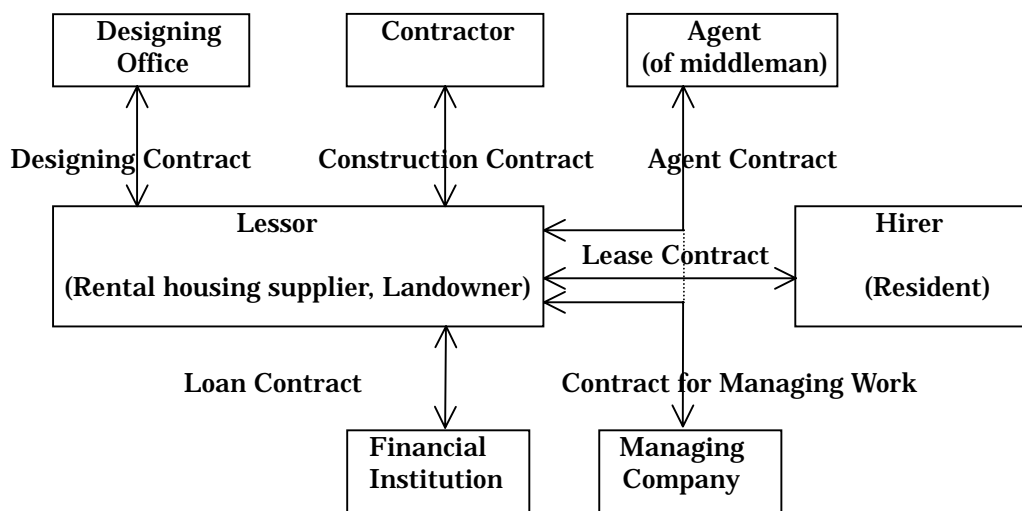 Designing
Office
Contractor
Agent
(of middleman)
Designing Contract
Construction Contract
Agent Contract
Lessor
(Rental housing supplier, Landowner)
Lease Contract
Hirer
(Resident)
Loan Contract
Contract for Managing Work
Financial
Institution
Managing
Company